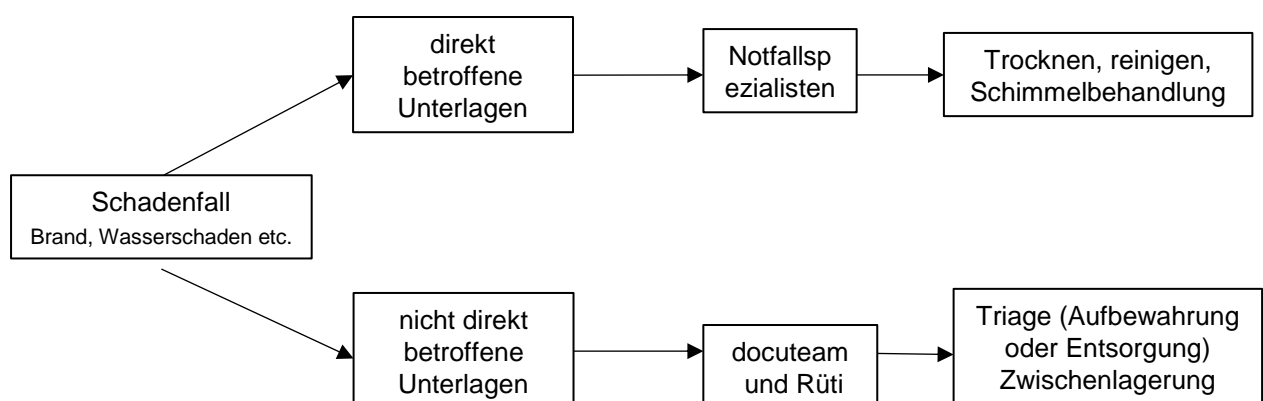 Schadenfall
Brand, Wasserschaden etc.
direkt
betroffene
Unterlagen
Notfallsp
ezialisten
Trocknen, reinigen,
Schimmelbehandlung
nicht direkt
betroffene
Unterlagen
docuteam
und Rüti
Triage (Aufbewahrung
oder Entsorgung)
Zwischenlagerung